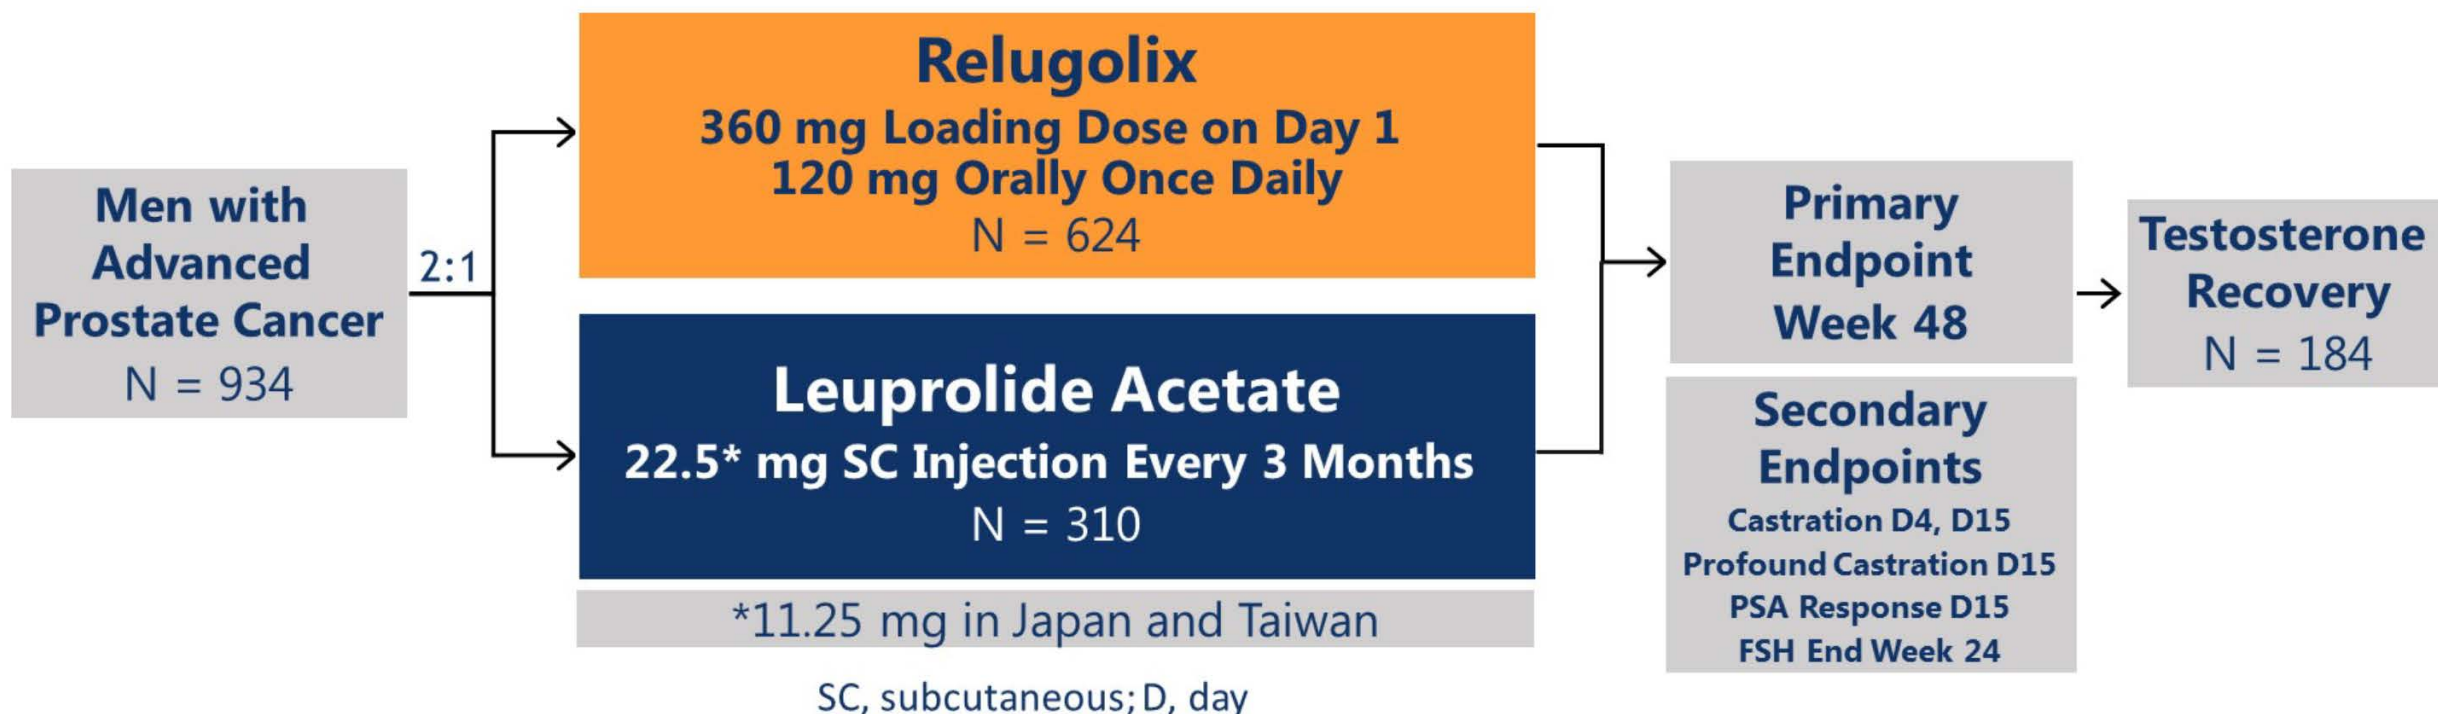 Men with
Advanced
Prostate Cancer
N = 934
2:1
Relugolix
360 mg Loading Dose on Day 1
120 mg Orally Once Daily
N = 624
Leuprolide Acetate
22.5* mg SC Injection Every 3 Months
N = 310
*11.25 mg in Japan and Taiwan
SC, subcutaneous; D, day
Primary
Endpoint
Week 48
Secondary
Endpoints
Castration D4, D15
Profound Castration D15
PSA Response D15
FSH End Week 24
Testosterone
Recovery
N = 184